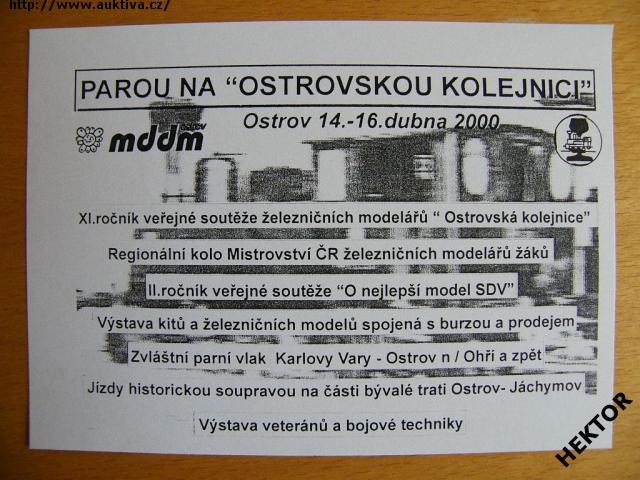 http://www.auktiva.cz/
PAROU NA “OSTROVSKOU KOLEJNICI”
Ostrov 14.-16.dubna 2000
mddm
XI.ročník veřejné soutěže železničních modelářů “ Ostrovská kolejnice”
Regionální kolo Mistrovství ČR železničních modelářů žáků
II.ročník veřejné soutěže “O nejlepší model SDV”
Výstava kitů a železničních modelů spojená s burzou a prodejem
Zvláštní parní vlak Karlovy Vary - Ostrov n / Ohří a zpět
Jízdy historickou soupravou na části bývalé trati Ostrov- Jáchymov
Výstava veteránů a bojové techniky
HEKTOR